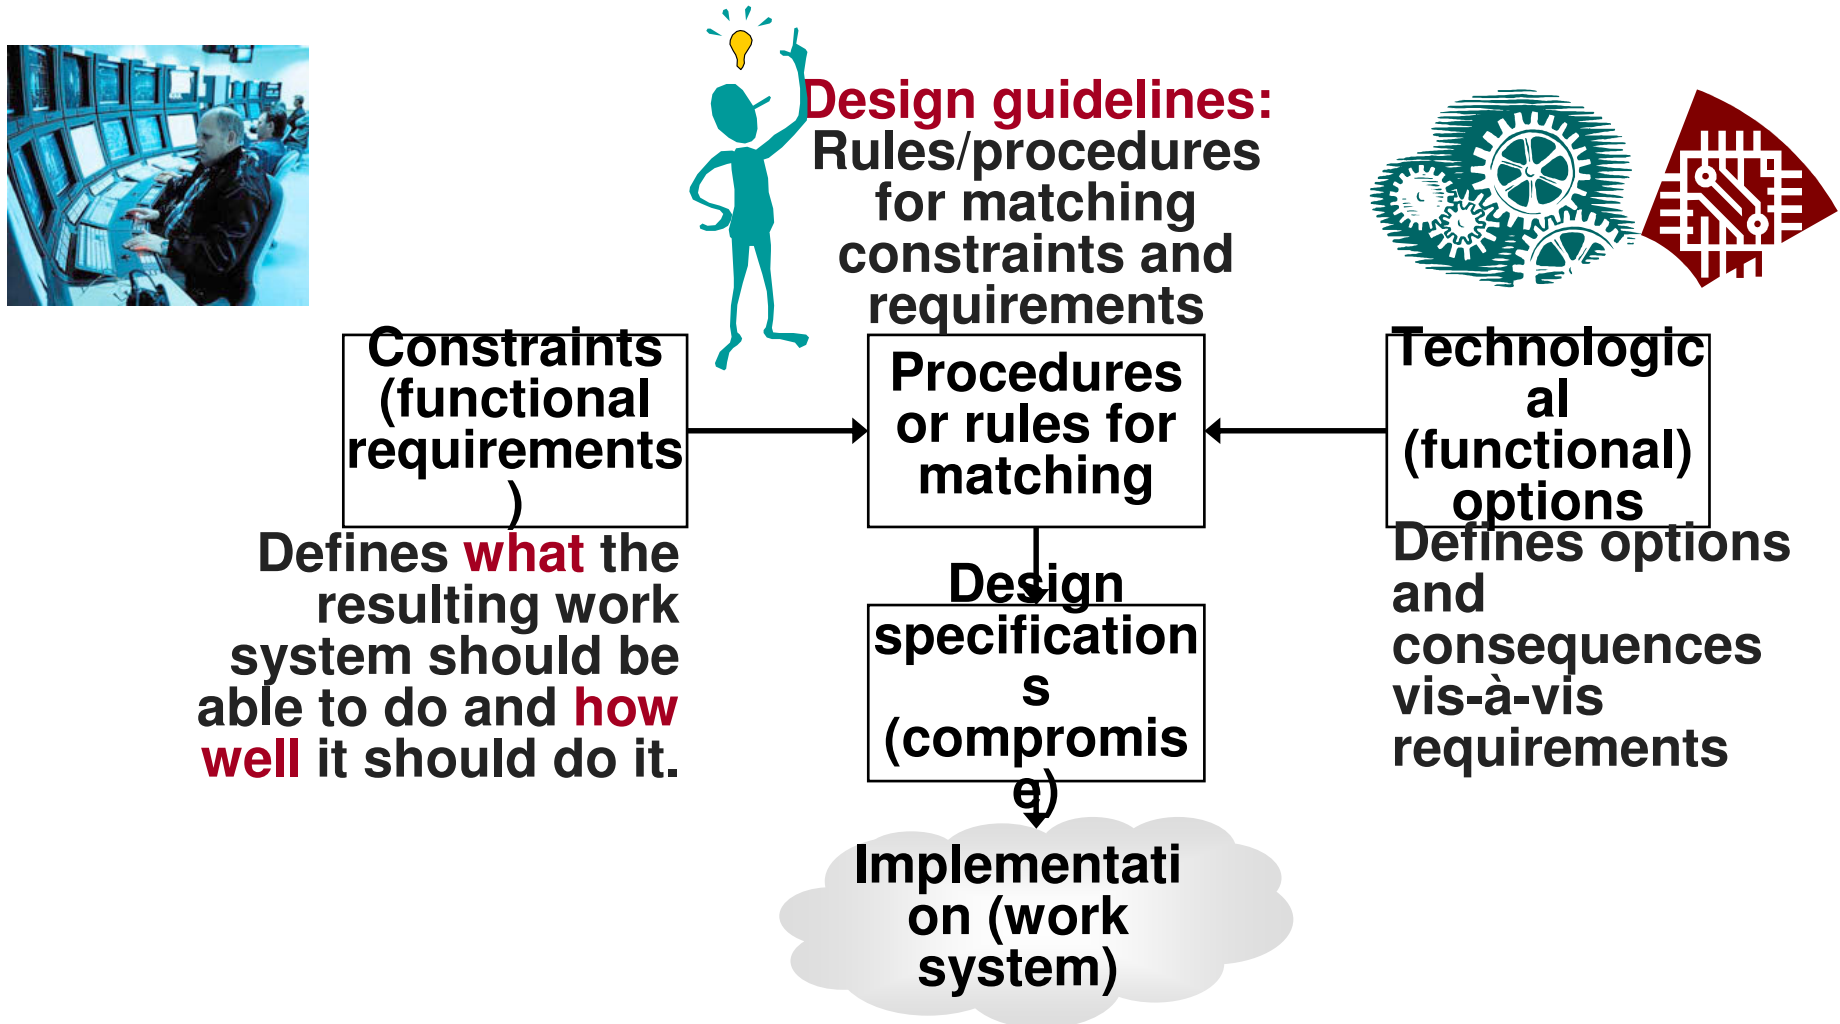 Design guidelines:
Rules/procedures
for matching
constraints and
requirements
Constraints
(functional
requirements
)
Procedures
or rules for
matching
Technologic
al
(functional)
options
Defines what the
resulting work
system should be
able to do and how
well it should do it.
Design
specification
s
(compromis
e)
Defines options
and
consequences
vis-à-vis
requirements
Implementati
on (work
system)